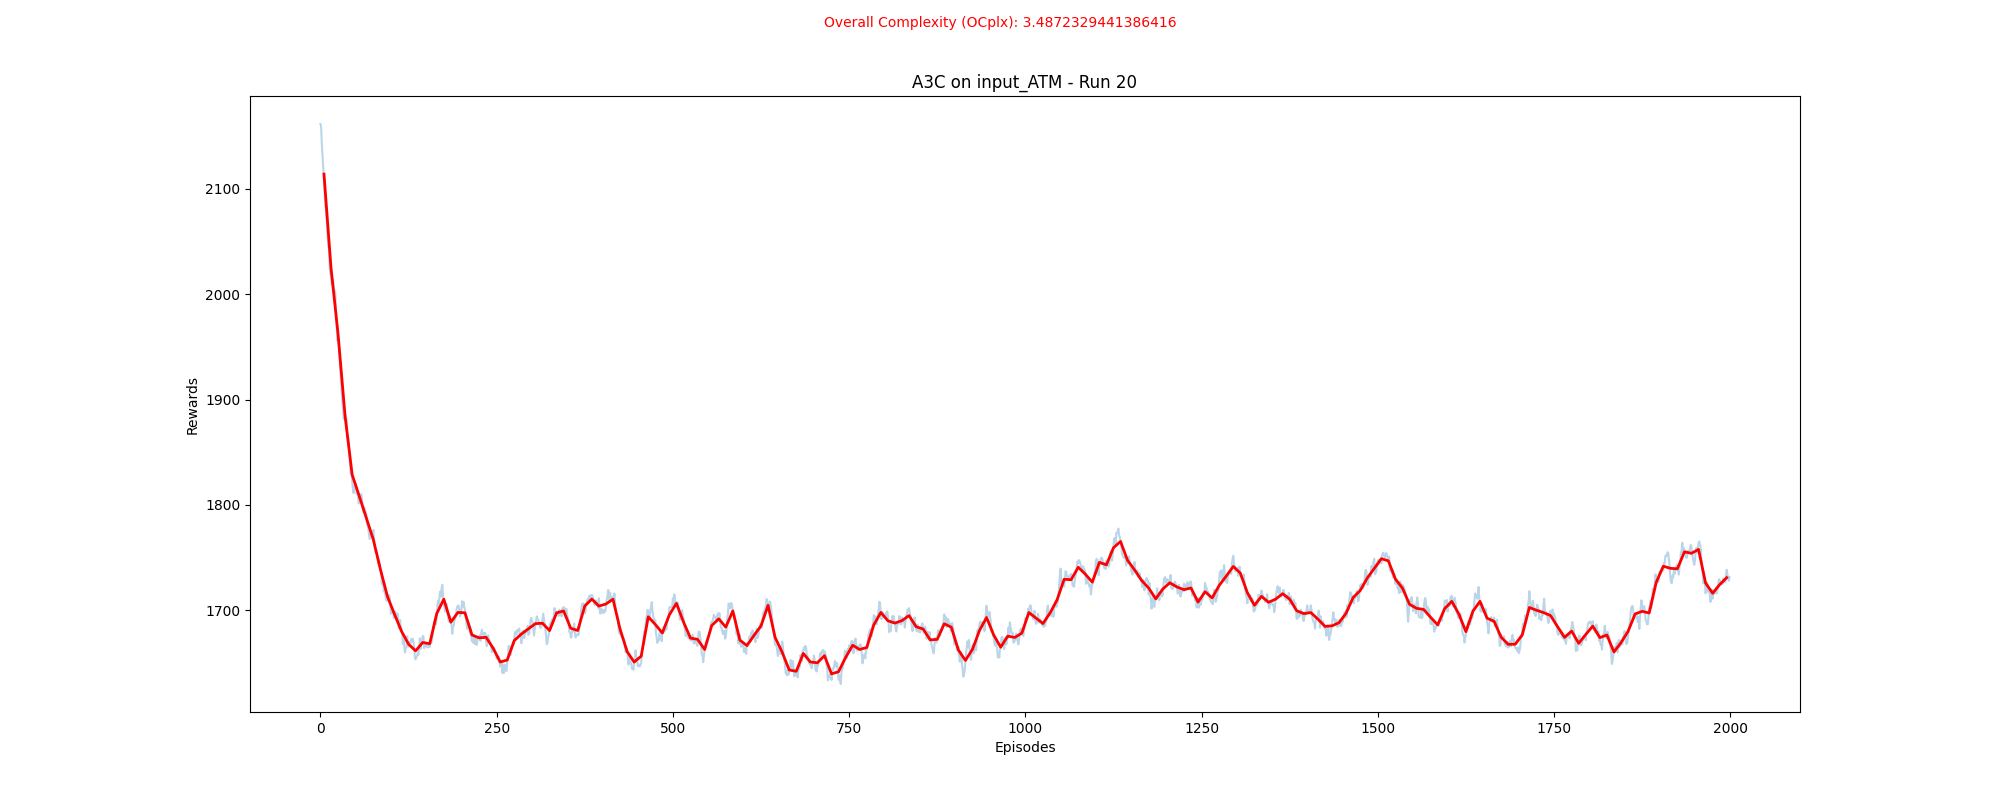 Overall Complexity (OCplx): 3.4872329441386416
A3C on input_ATM - Run 20
Rewards
2100
2000
1900
1800
1700
0 250 500 750 1000 1250 1500 1750 2000
Episodes